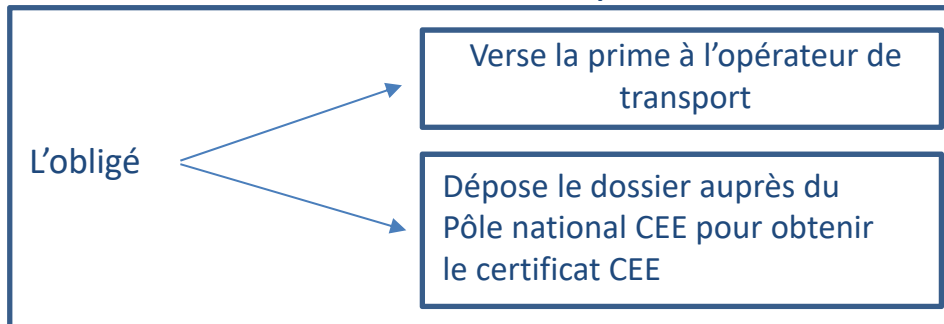 Verse la prime à l’opérateur de
transport
L’obligé
Dépose le dossier auprès du
Pôle national CEE pour obtenir
le certificat CEE